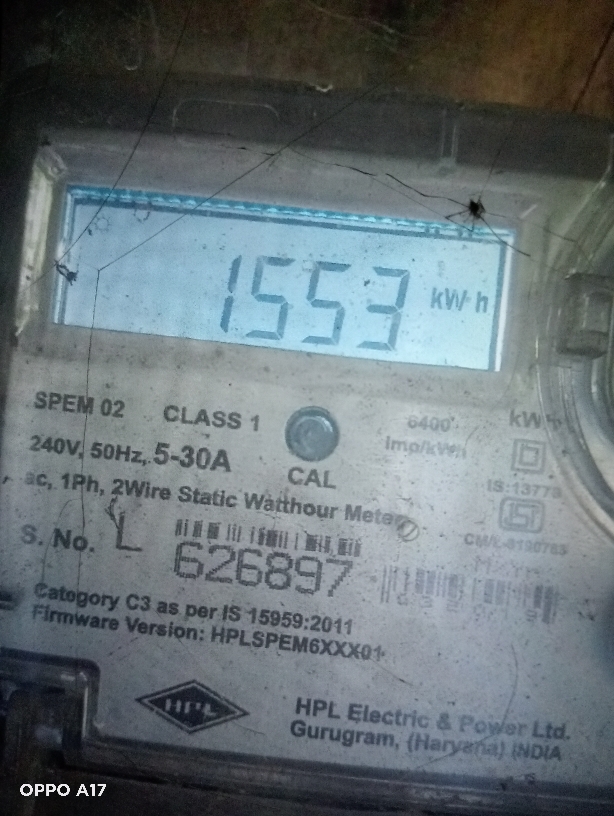 1553 kWh
SPEM 02 CLASS 1 6400 kWh
imp/kWh
240V, 50Hz, 5-30A CAL
IS:13779
ac, 1Ph, 2Wire Static Watthour Meter
S. No. L 626897
Category C3 as per IS 15959:2011
Firmware Version: HPLSPEM6XXX01
HPL HPL Electric & Power Ltd.
Gurugram, (Haryana) INDIA
OPPO A17